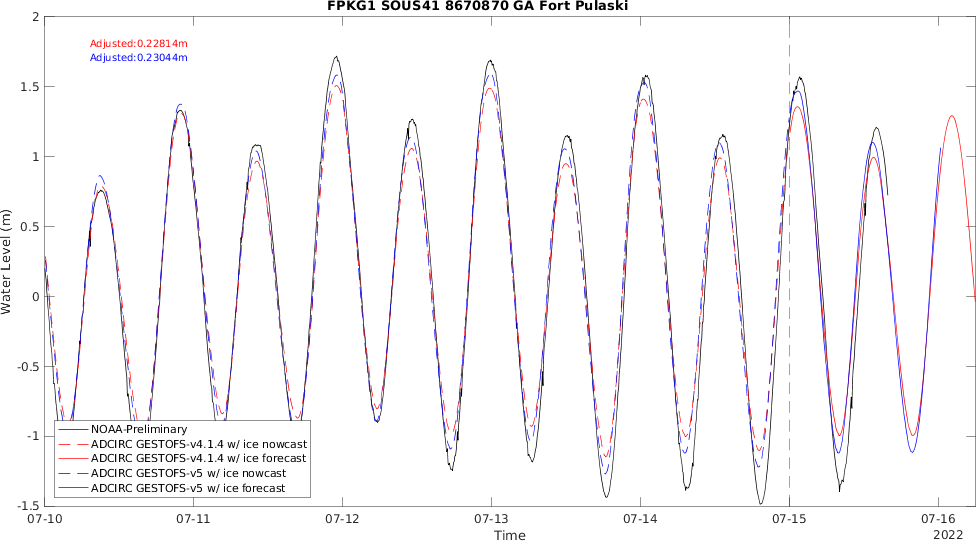 FPKG1 SOUS41 8670870 GA Fort Pulaski
Adjusted:0.22814m
Adjusted:0.23044m
2
1.5
1
0.5
0
-0.5
-1
-1.5
Water Level (m)
NOAA-Preliminary
ADCIRC GESTOFS-v4.1.4 w/ ice nowcast
ADCIRC GESTOFS-v4.1.4 w/ ice forecast
ADCIRC GESTOFS-v5 w/ ice nowcast
ADCIRC GESTOFS-v5 w/ ice forecast
07-10 07-11 07-12 07-13 07-14 07-15 07-16
Time
2022